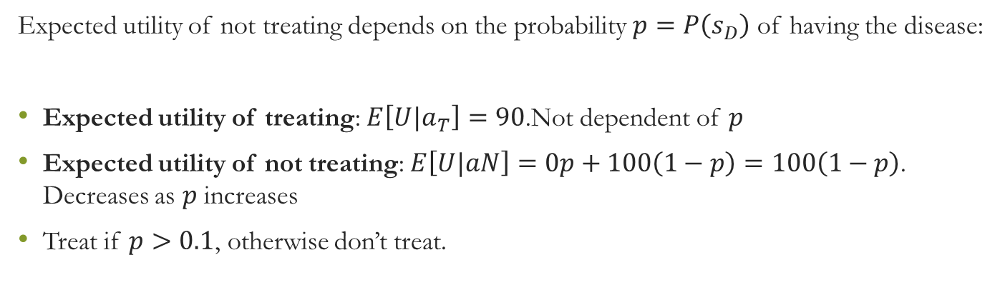 Expected utility of not treating depends on the probability p = P(s_D) of having the disease:
• Expected utility of treating: E[U|a_T] = 90.Not dependent of p
• Expected utility of not treating: E[U|aN] = 0p + 100(1 − p) = 100(1 − p).
Decreases as p increases
• Treat if p > 0.1, otherwise don’t treat.